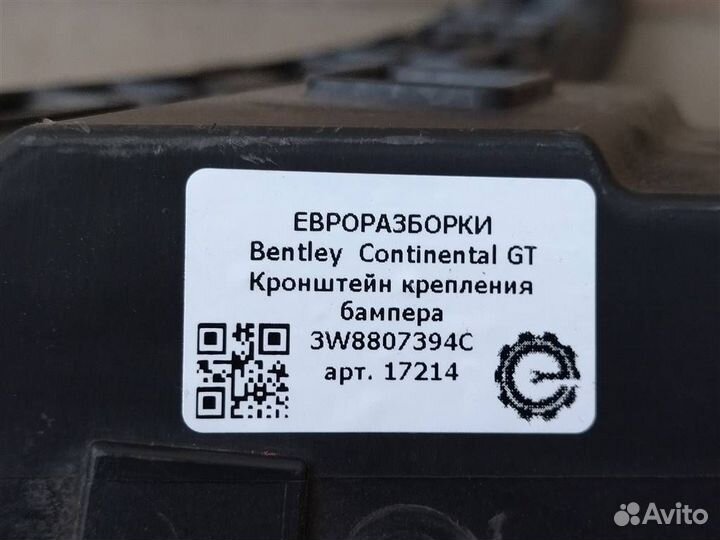 ЕВРОРАЗБОРКИ
Bentley Continental GT
Кронштейн крепления
бампера
3W8807394C
арт. 17214
Avito